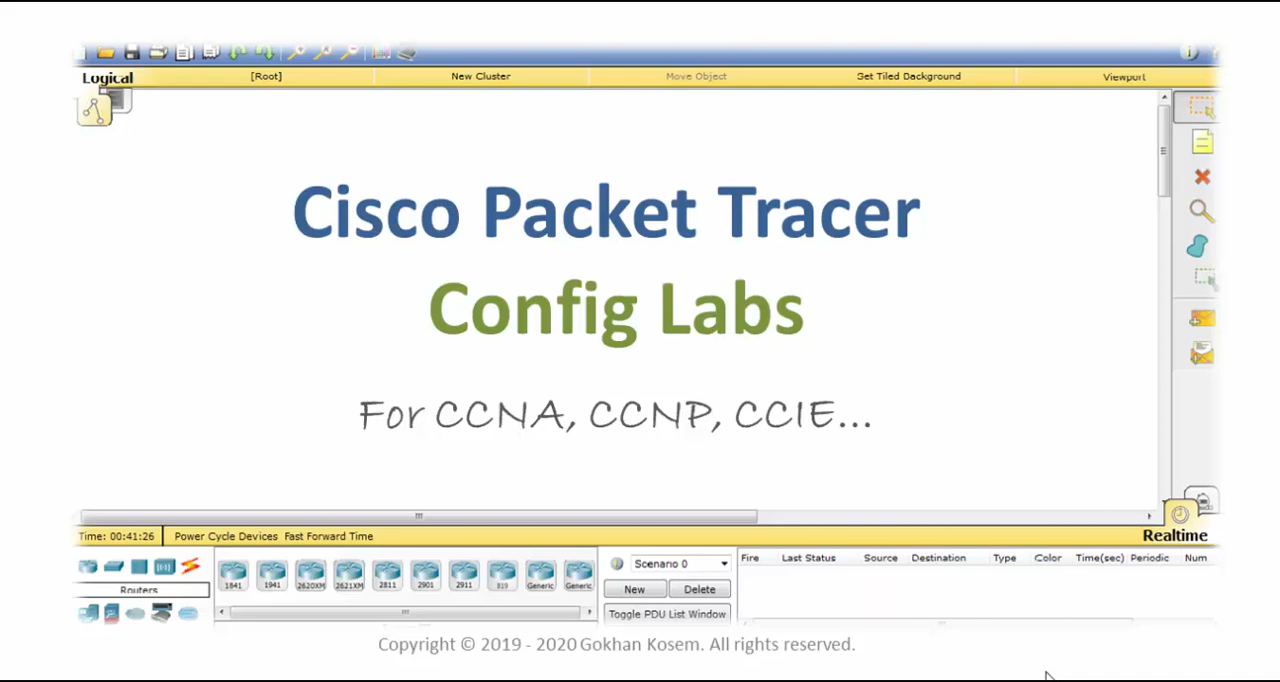 Logical [Root] New Cluster Move Object Set Tiled Background Viewport
Cisco Packet Tracer
Config Labs
For CCNA, CCNP, CCIE...
Time: 00:41:26 Power Cycle Devices Fast Forward Time
Realtime
Scenario 0
Fire Last Status Source Destination Type Color Time(sec) Periodic Num
1841 1941 2620XM 2621XM 2811 2901 2911 819 Generic Generic
Routers
New Delete
Toggle PDU List Window
Copyright © 2019 - 2020 Gokhan Kosem. All rights reserved.